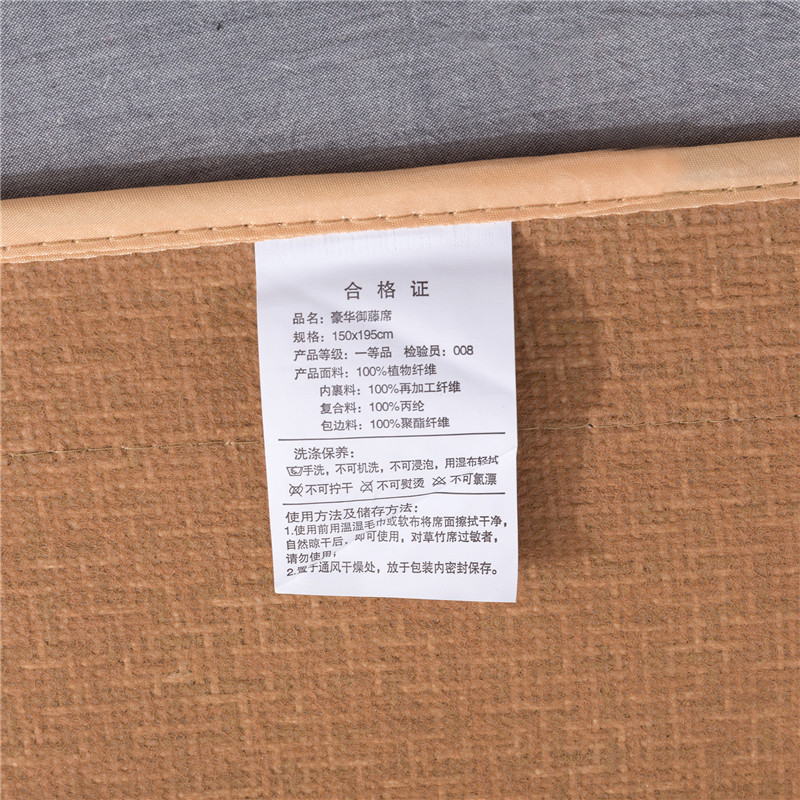 合格证
品名：豪华御藤席
规格：150x195cm
产品等级：一等品 检验员：008
产品面料：100%植物纤维
内裹料：100%再加工纤维
复合料：100%丙纶
包边料：100%聚酯纤维
洗涤保养：
手洗，不可机洗，不可浸泡，用湿布轻拭
不可拧干 不可熨烫 不可氯漂
使用方法及储存方法：
1.使用前用温湿毛巾或软布将席面擦拭干净，
自然晾干后，即可使用，对草竹席过敏者，
请勿使用；
2.置于通风干燥处，放于包装内密封保存。